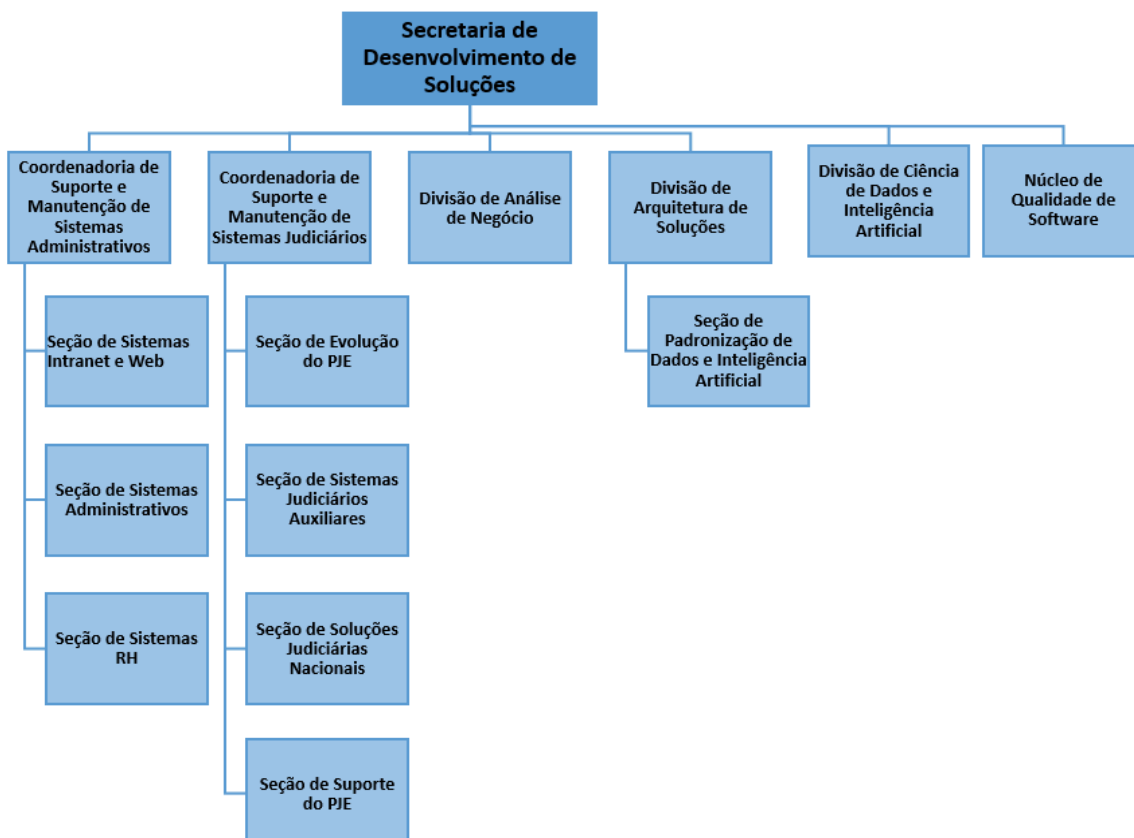 Secretaria de
Desenvolvimento de
Soluções
Coordenadoria de
Suporte e
Manutenção de
Sistemas
Administrativos
Coordenadoria de
Suporte e
Manutenção de
Sistemas Judiciários
Divisão de Análise
de Negócio
Divisão de
Arquitetura de
Soluções
Divisão de Ciência
de Dados e
Inteligência
Artificial
Núcleo de
Qualidade de
Software
Seção de Sistemas
Intranet e Web
Seção de Evolução
do PJE
Seção de
Padronização de
Dados e Inteligência
Artificial
Seção de Sistemas
Administrativos
Seção de Sistemas
Judiciários
Auxiliares
Seção de Sistemas
RH
Seção de Soluções
Judiciárias
Nacionais
Seção de Suporte
do PJE